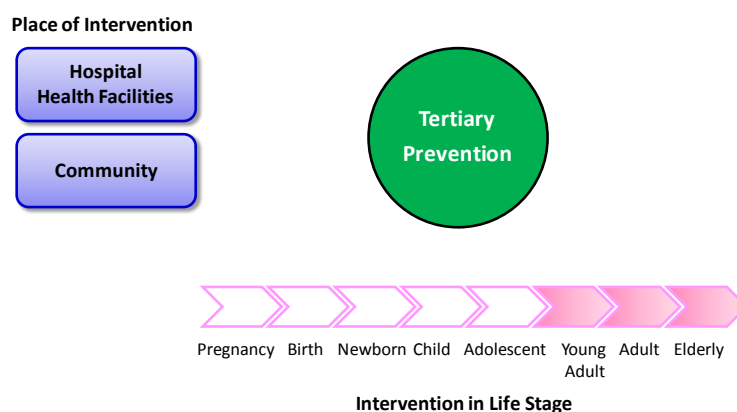 Place of Intervention
Hospital
Health Facilities
Community
Tertiary
Prevention
Pregnancy Birth Newborn Child Adolescent Young Adult Elderly
Adult
Intervention in Life Stage